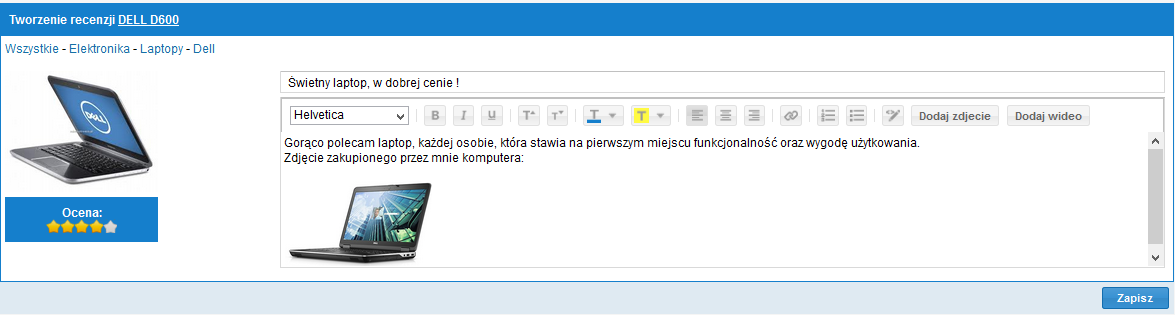 Tworzenie recenzji DELL D600
Wszystkie - Elektronika - Laptopy - Dell
DELL
Ocena:
Świetny laptop, w dobrej cenie !
Helvetica
B I U T T T T Dodaj zdjecie Dodaj wideo
Gorąco polecam laptop, każdej osobie, która stawia na pierwszym miejscu funkcjonalność oraz wygodę użytkowania.
Zdjęcie zakupionego przez mnie komputera:
Zapisz